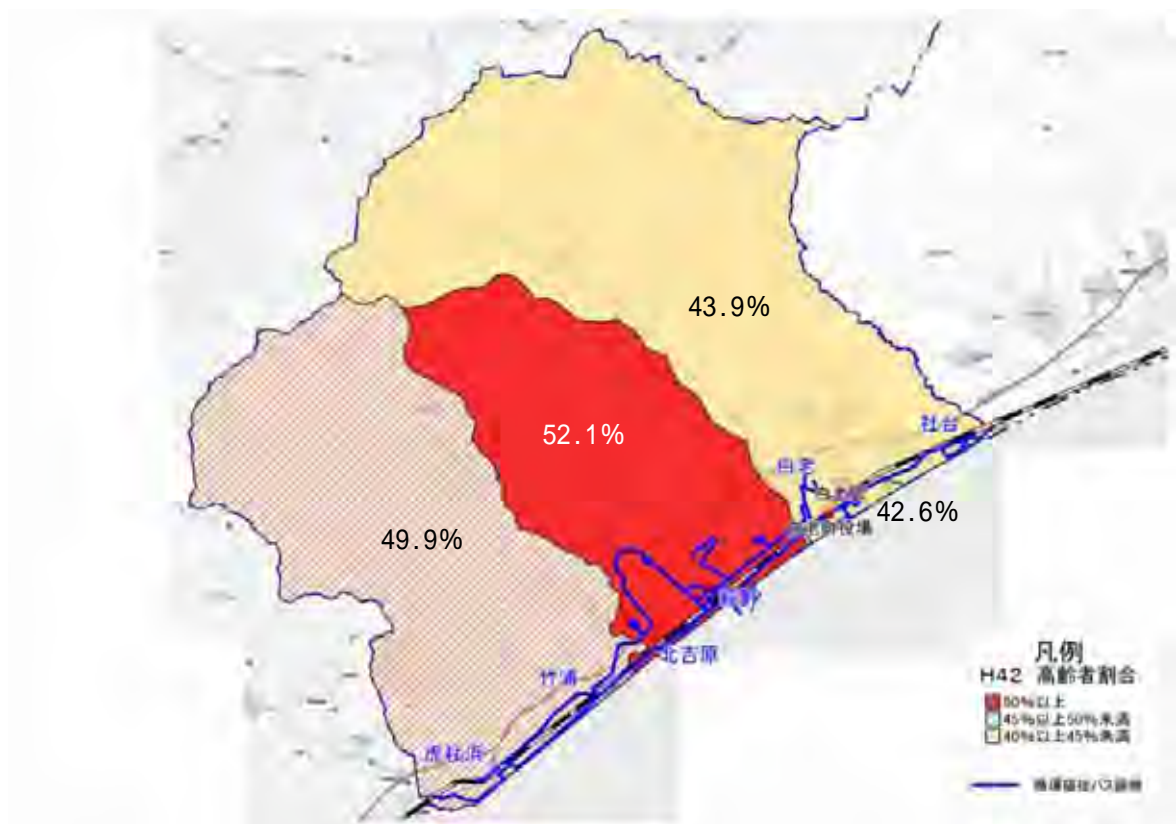 43.9%
52.1%
社台
白老
42.6%
49.9%
北吉原
竹浦
虎杖浜
凡例
H42 高齢者割合
50%以上
45%以上50%未満
40%以上45%未満